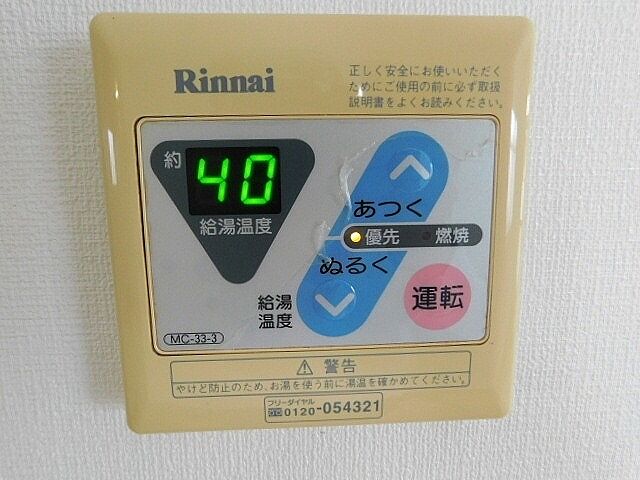 Rinnai
正しく安全にお使いいただく
ためにご使用の前に必ず取扱
説明書をよくお読みください。
約
40
給湯温度
あつく
優先 燃焼
ぬるく
給湯
温度
運転
MC-33-3
⚠ 警告
やけど防止のため、お湯を使う前に湯温を確かめてください。
フリーダイヤル
0120-054321